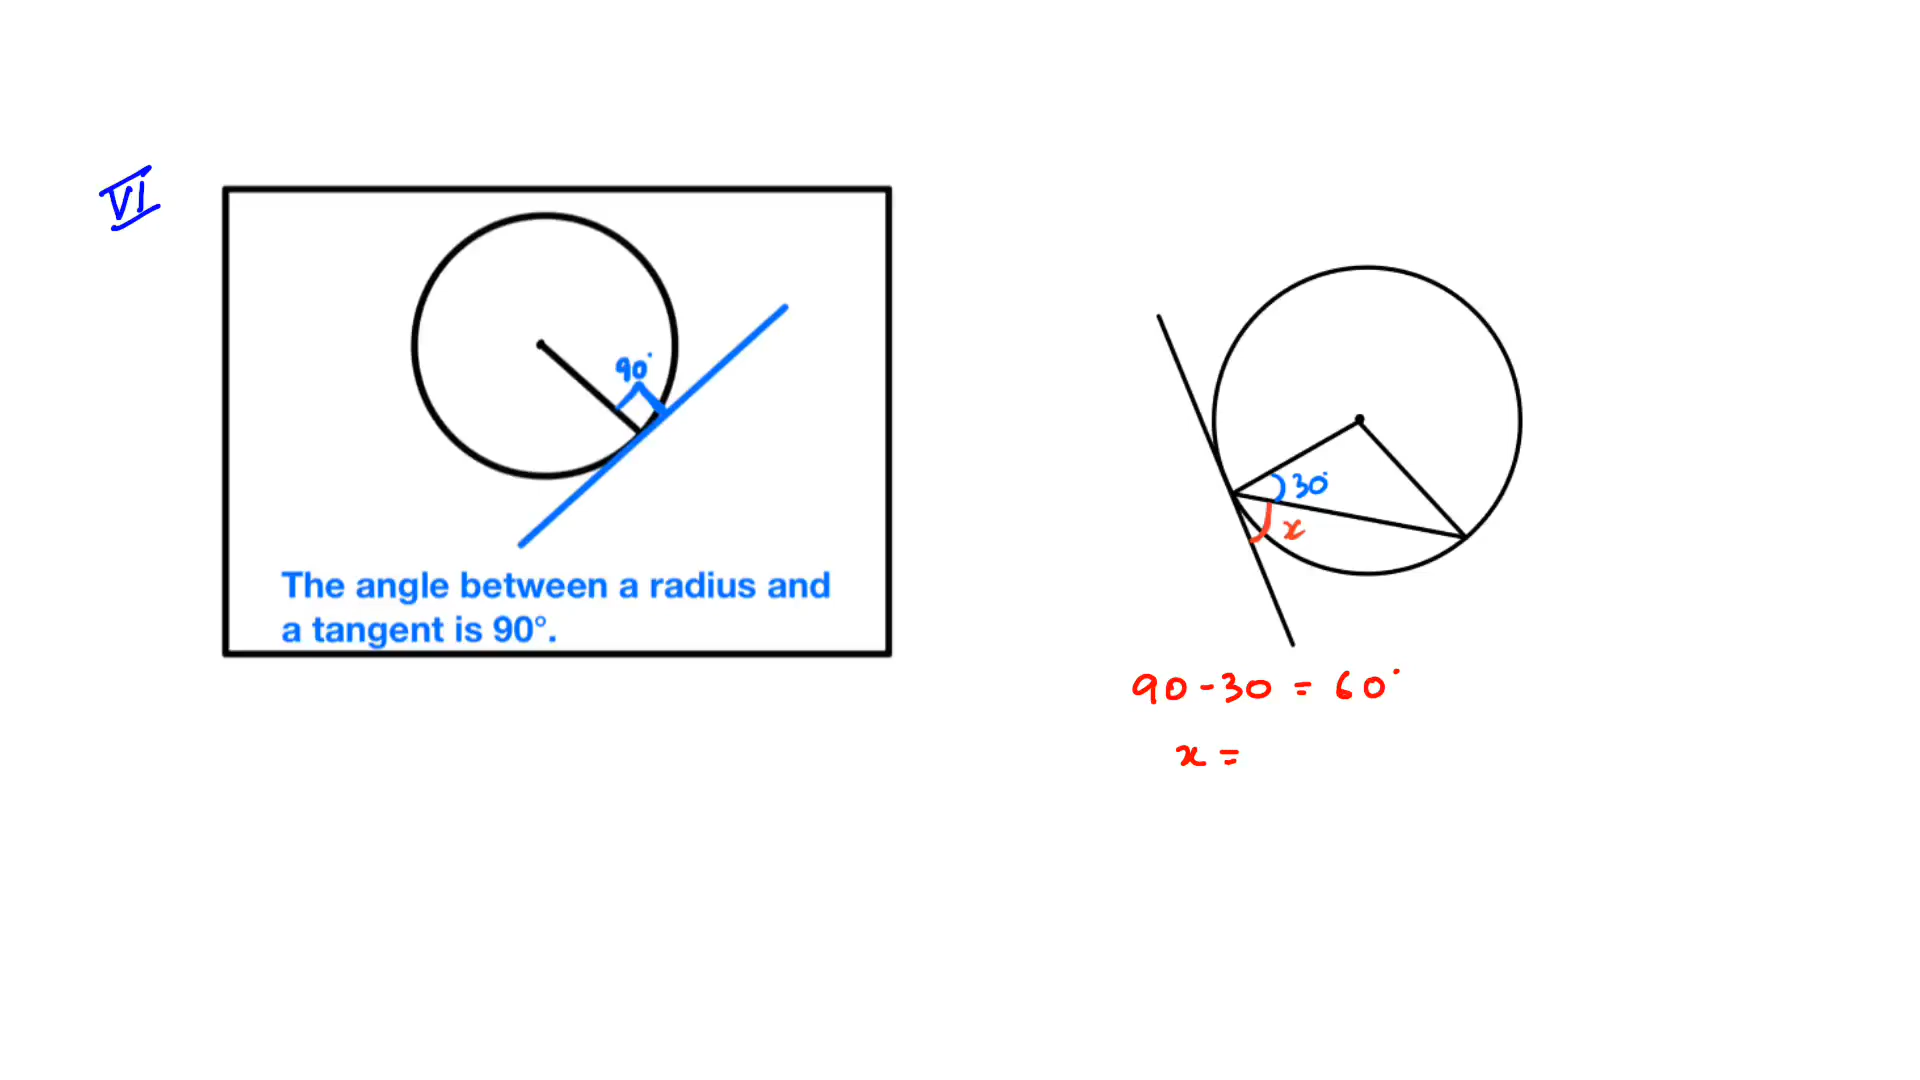 VI
90°
The angle between a radius and
a tangent is 90°.
30°
x
90 - 30 = 60°
x =